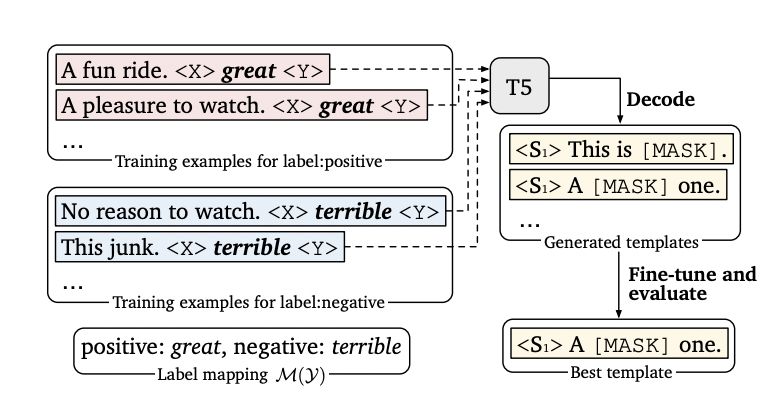 A fun ride. <X> great <Y>
A pleasure to watch. <X> great <Y>
...
Training examples for label:positive
No reason to watch. <X> terrible <Y>
This junk. <X> terrible <Y>
...
Training examples for label:negative
positive: great, negative: terrible
Label mapping ℳ(𝒴)
T5
Decode
<S₁> This is [MASK].
<S₁> A [MASK] one.
...
Generated templates
Fine-tune and
evaluate
<S₁> A [MASK] one.
Best template